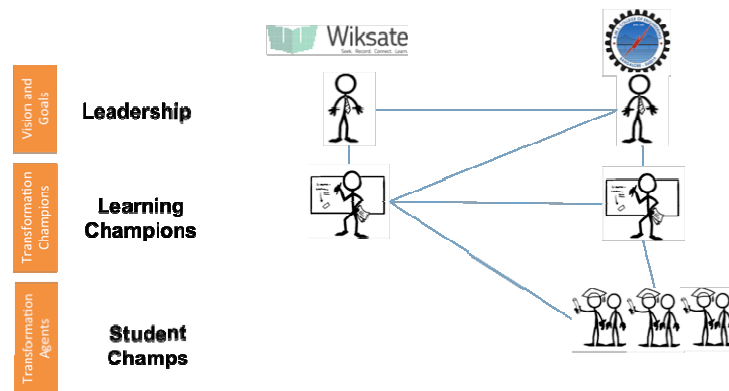 Wiksate
Seek. Record. Connect. Learn.
Vision and
Goals
Leadership
Transformation
Champions
Learning
Champions
Transformation
Agents
Student
Champs